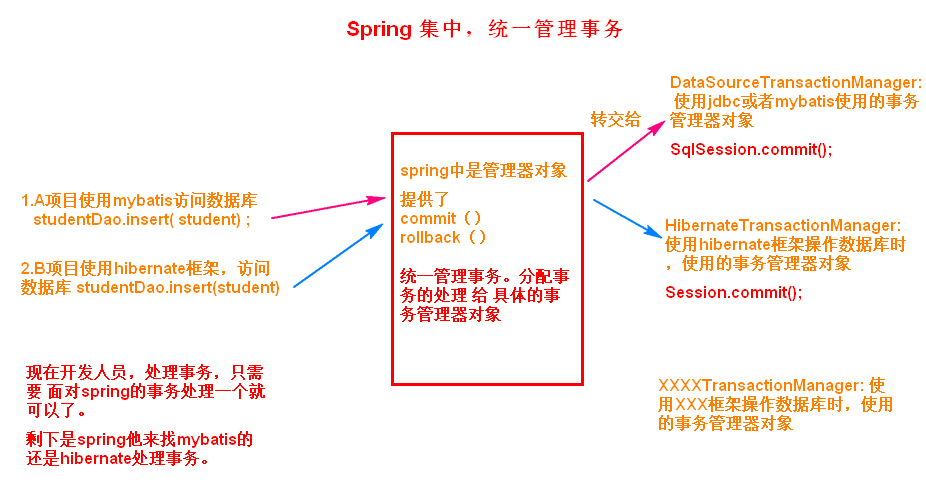 Spring 集中，统一管理事务
1.A项目使用mybatis访问数据库
studentDao.insert( student) ;
2.B项目使用hibernate框架，访问
数据库 studentDao.insert(student)
现在开发人员，处理事务，只需
要 面对spring的事务处理一个就
可以了。
剩下是spring他来找mybatis的
还是hibernate处理事务。
spring中是管理器对象
提供了
commit（）
rollback（）
统一管理事务。分配事
务的处理 给 具体的事
务管理器对象
转交给
DataSourceTransactionManager:
使用jdbc或者mybatis使用的事务
管理器对象
SqlSession.commit();
HibernateTransactionManager:
使用hibernate框架操作数据库时
，使用的事务管理器对象
Session.commit();
XXXXTransactionManager: 使
用XXX框架操作数据库时，使用
的事务管理器对象